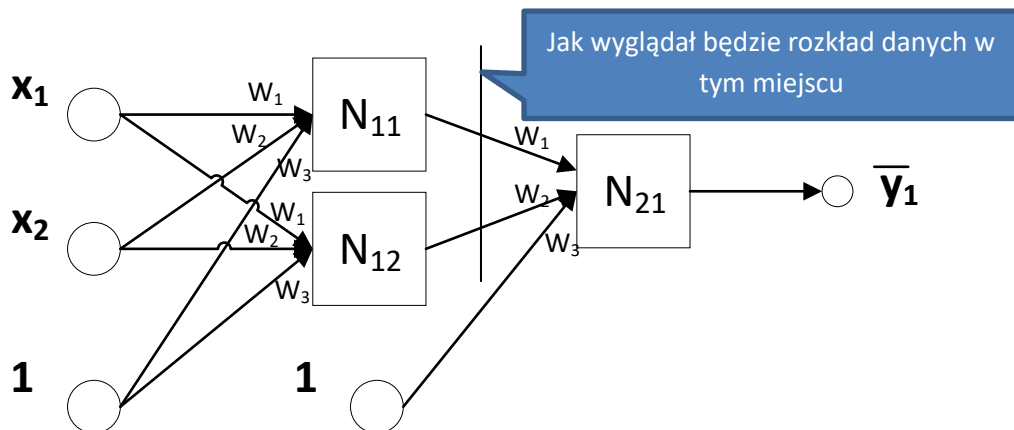 Jak wyglądał będzie rozkład danych w
tym miejscu
x1
W1
N11
W2
W3
W1
x2
W1
W2
N12
W3
W2
N21
y̅1
W3
1
1